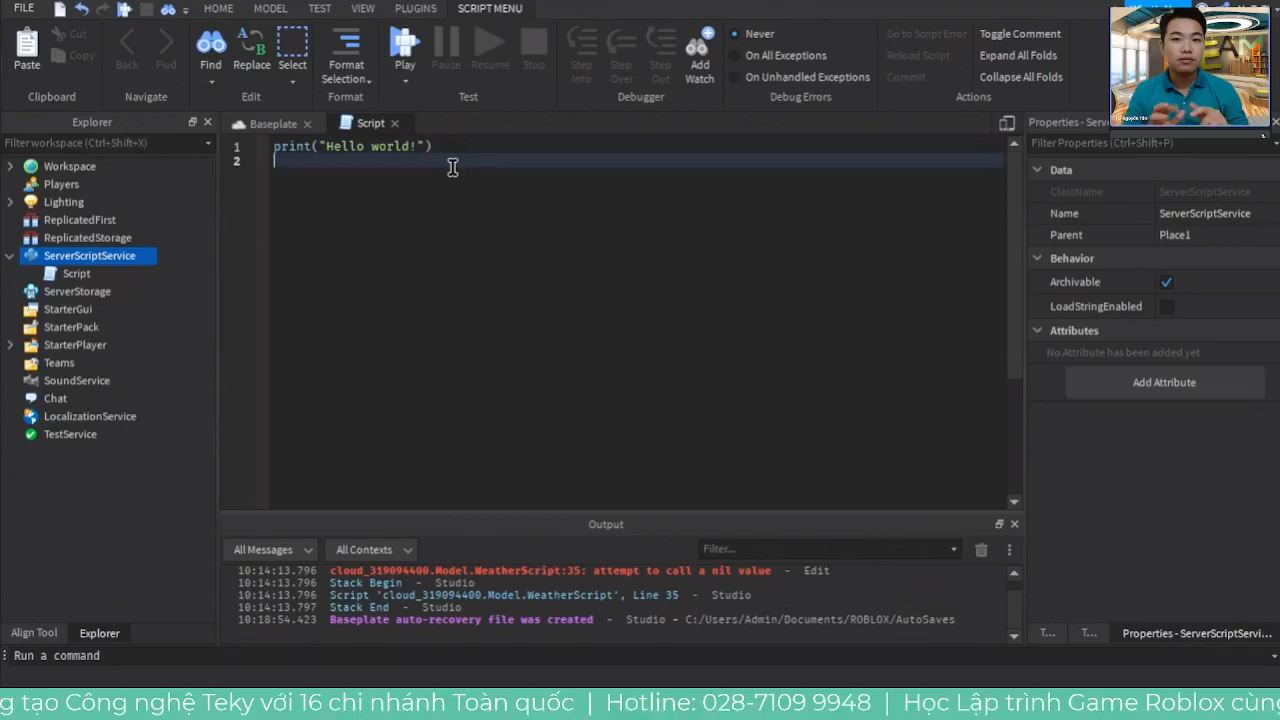 FILE HOME MODEL TEST VIEW PLUGINS SCRIPT MENU
Paste
Cut
Copy
Clipboard
Back
Fwd
Navigate
Find
Replace
Select
Edit
Format
Selection
Format
Play
Pause
Resume
Stop
Test
Step
Into
Step
Over
Step
Out
Add
Watch
Debugger
Never
On All Exceptions
On Unhandled Exceptions
Debug Errors
Go to Script Error
Reload Script
Commit
Toggle Comment
Expand All Folds
Collapse All Folds
Actions
Explorer
Filter workspace (Ctrl+Shift+X)
Workspace
Players
Lighting
ReplicatedFirst
ReplicatedStorage
ServerScriptService
Script
ServerStorage
StarterGui
StarterPack
StarterPlayer
Teams
SoundService
Chat
LocalizationService
TestService
Align Tool
Explorer
Baseplate
Script
1 print("Hello world!")
2
Output
All Messages
All Contexts
Filter...
10:14:13.796 cloud_319094400.Model.WeatherScript:35: attempt to call a nil value - Edit
10:14:13.796 Stack Begin - Studio
10:14:13.796 Script 'cloud_319094400.Model.WeatherScript', Line 35 - Studio
10:14:13.797 Stack End - Studio
10:18:54.423 Baseplate auto-recovery file was created - Studio - C:/Users/Admin/Documents/ROBLOX/AutoSaves
Properties - Serve
Filter Properties (Ctrl+Shift+P)
Data
ClassName ServerScriptService
Name ServerScriptService
Parent Place1
Behavior
Archivable
LoadStringEnabled
Attributes
No Attribute has been added yet
Add Attribute
T...
T...
Properties - ServerScriptServi...
Run a command
g tạo Công nghệ Teky với 16 chi nhánh Toàn quốc | Hotline: 028-7109 9948 | Học Lập trình Game Roblox cùng